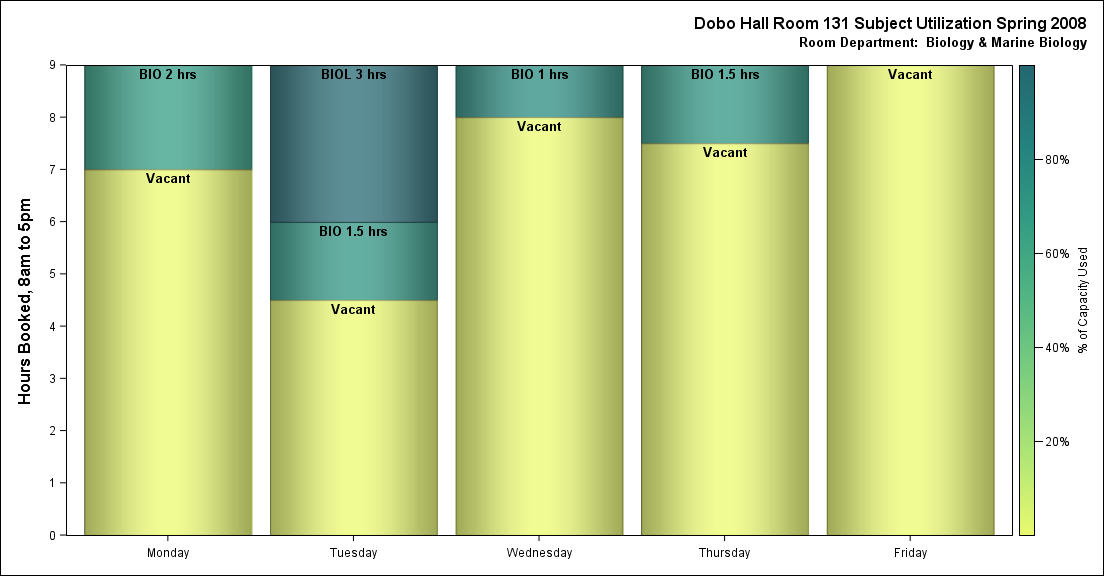 Dobo Hall Room 131 Subject Utilization Spring 2008
Room Department:  Biology & Marine Biology
Hours Booked, 8am to 5pm
9
8
7
6
5
4
3
2
1
0
BIO 2 hrs
Vacant
BIOL 3 hrs
BIO 1.5 hrs
Vacant
BIO 1 hrs
Vacant
BIO 1.5 hrs
Vacant
Vacant
Monday
Tuesday
Wednesday
Thursday
Friday
80%
60%
40%
20%
% of Capacity Used